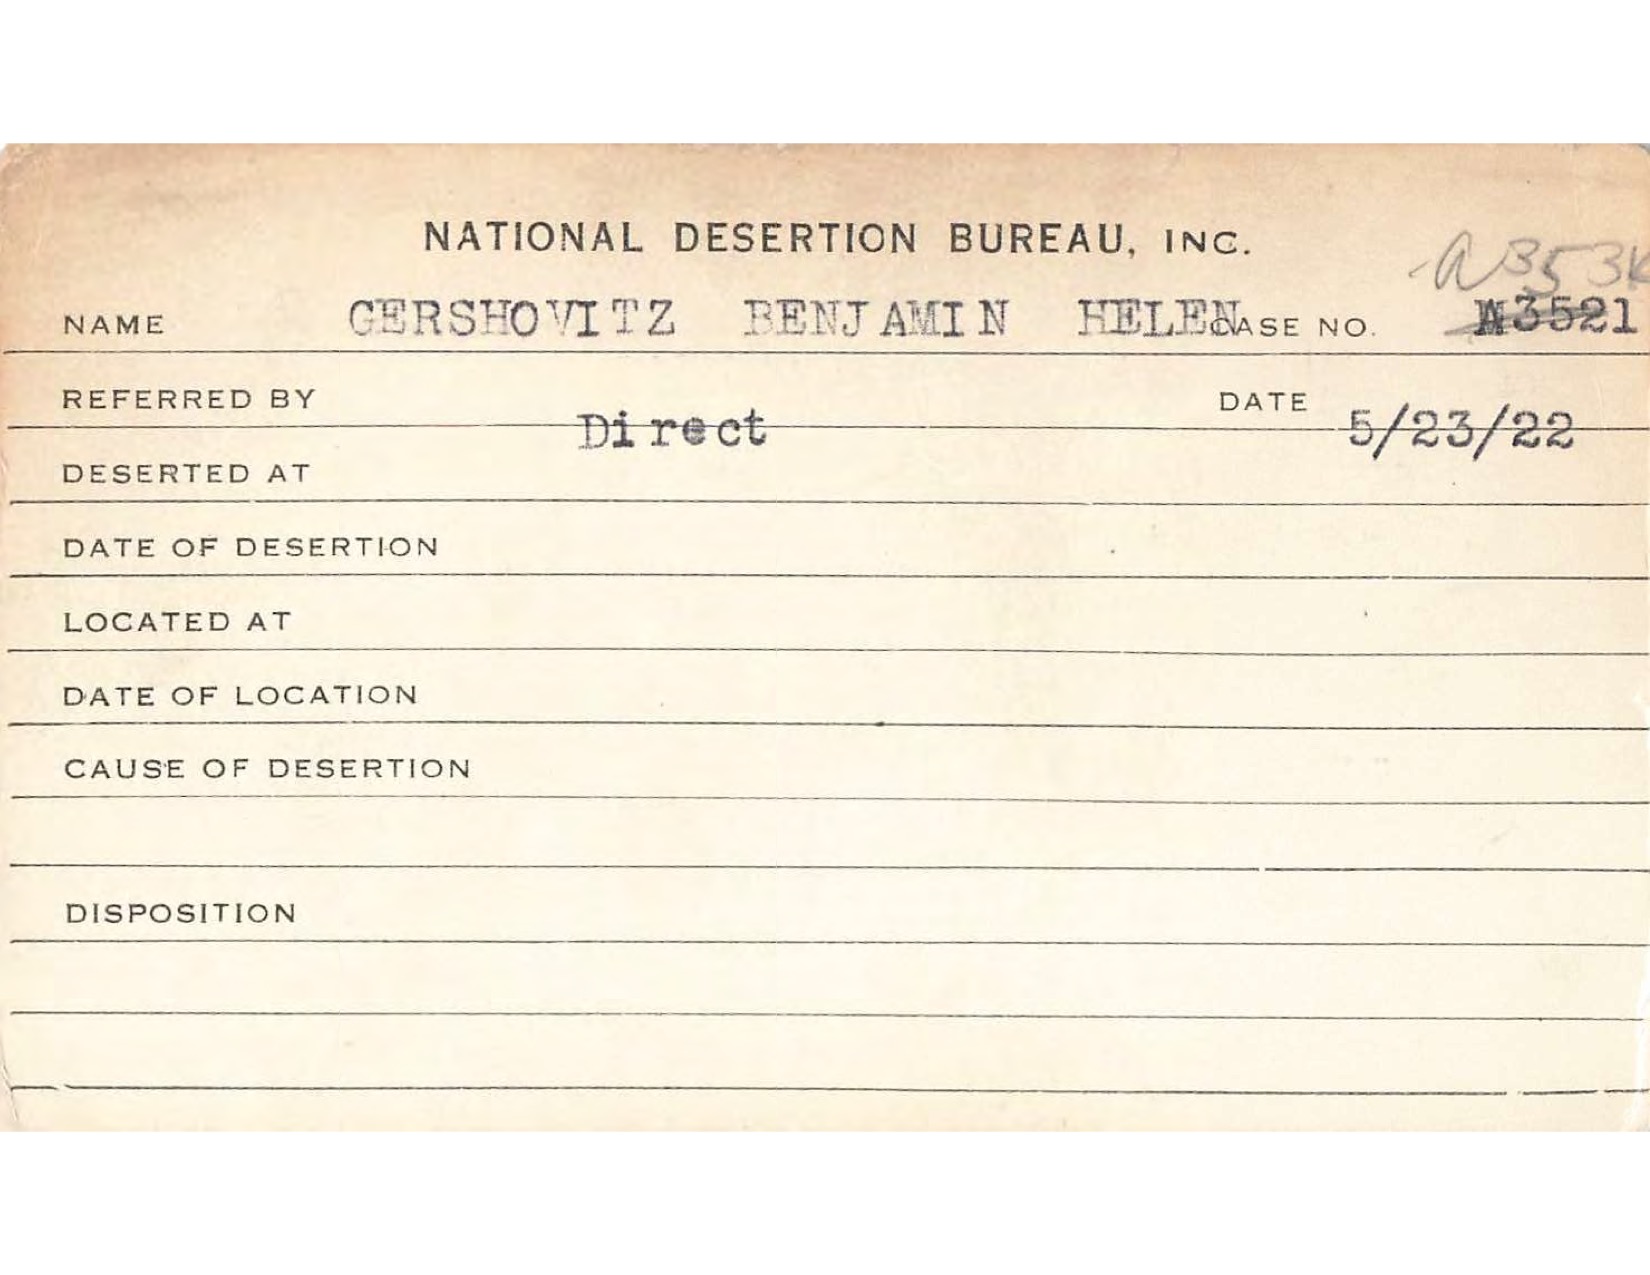 NATIONAL DESERTION BUREAU, INC.
NAME GERSHOVITZ BENJAMIN HELEN CASE NO. A3521
REFERRED BY Direct DATE 5/23/22
DESERTED AT
DATE OF DESERTION
LOCATED AT
DATE OF LOCATION
CAUSE OF DESERTION
DISPOSITION